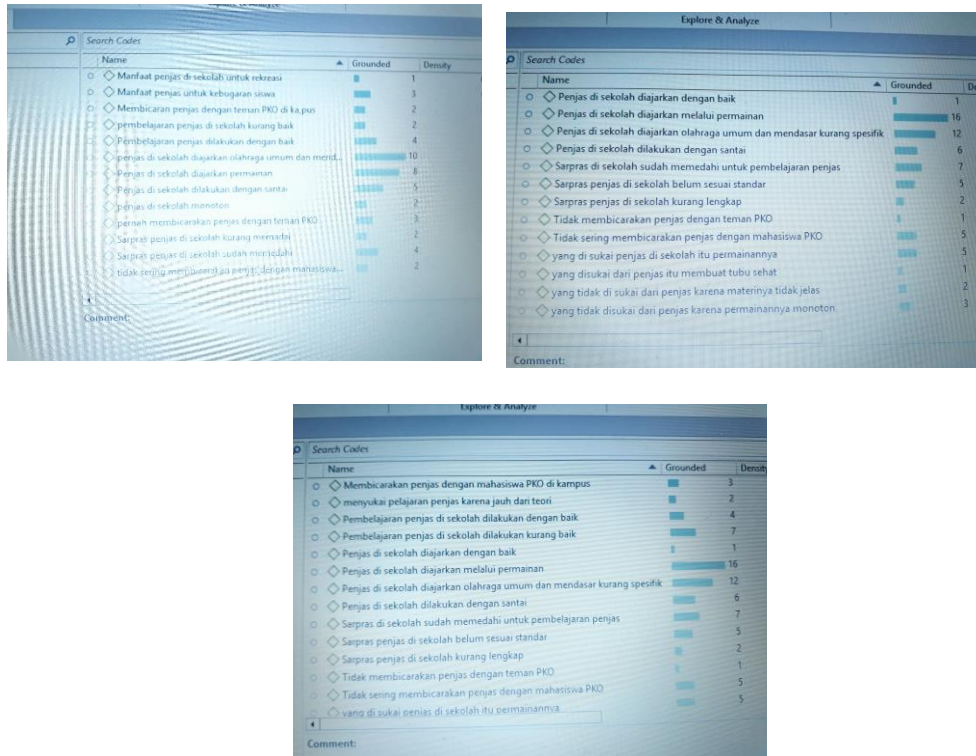 Search Codes
Name Grounded Density
Manfaat penjas di sekolah untuk rekreasi 1
Manfaat penjas untuk kebugaran siswa 3
Membicaran penjas dengan teman PKO di ka,pus 2
pembelajaran penjas di sekolah kurang baik 2
Pembelajaran penjas dilakukan dengan baik 4
penjas di sekolah diajarkan olahraga umum dan mend... 10
Penjas di sekolah diajarkan permainan 8
Penjas di sekolah dilakukan dengan santai 5
penjas di sekolah monoton 2
pernah membicarakan penjas dengan teman PKO 3
Sarpras penjas di sekolah kurang memadai 2
Sarpras penjas di sekolah sudah memedahi 4
tidak sering membicarakan penjas dengan mahasiswa... 2
Comment:
Explore & Analyze
Search Codes
Name Grounded
Penjas di sekolah diajarkan dengan baik 1
Penjas di sekolah diajarkan melalui permainan 16
Penjas di sekolah diajarkan olahraga umum dan mendasar kurang spesifik 12
Penjas di sekolah dilakukan dengan santai 6
Sarpras di sekolah sudah memedahi untuk pembelajaran penjas 7
Sarpras penjas di sekolah belum sesuai standar 5
Sarpras penjas di sekolah kurang lengkap 2
Tidak membicarakan penjas dengan teman PKO 1
Tidak sering membicarakan penjas dengan mahasiswa PKO 5
yang di sukai penjas di sekolah itu permainannya 5
yang disukai dari penjas itu membuat tubu sehat 1
yang tidak di sukai dari penjas karena materinya tidak jelas 2
yang tidak disukai dari penjas karena permainannya monoton 3
Comment:
Explore & Analyze
Search Codes
Name Grounded Density
Membicarakan penjas dengan mahasiswa PKO di kampus 3
menyukai pelajaran penjas karena jauh dari teori 2
Pembelajaran penjas di sekolah dilakukan dengan baik 4
Pembelajaran penjas di sekolah dilakukan kurang baik 7
Penjas di sekolah diajarkan dengan baik 1
Penjas di sekolah diajarkan melalui permainan 16
Penjas di sekolah diajarkan olahraga umum dan mendasar kurang spesifik 12
Penjas di sekolah dilakukan dengan santai 6
Sarpras di sekolah sudah memedahi untuk pembelajaran penjas 7
Sarpras penjas di sekolah belum sesuai standar 5
Sarpras penjas di sekolah kurang lengkap 2
Tidak membicarakan penjas dengan teman PKO 1
Tidak sering membicarakan penjas dengan mahasiswa PKO 5
yang di sukai penjas di sekolah itu permainannya 5
Comment: